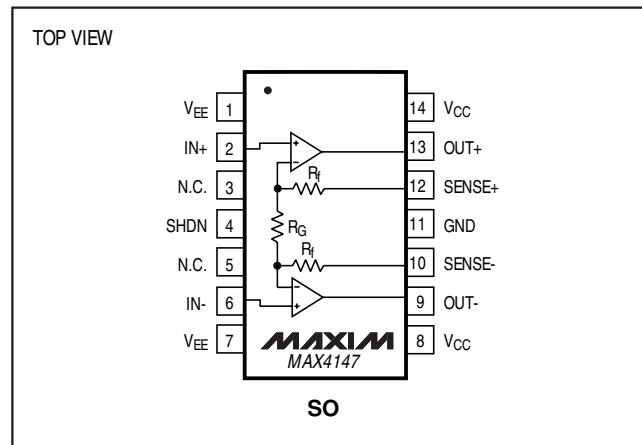 TOP VIEW
VEE 1
IN+ 2
N.C. 3
SHDN 4
N.C. 5
IN- 6
VEE 7
14 VCC
13 OUT+
12 SENSE+
11 GND
10 SENSE-
9 OUT-
8 VCC
+
-
Rf
RG
Rf
-
+
MAXIM
MAX4147
SO